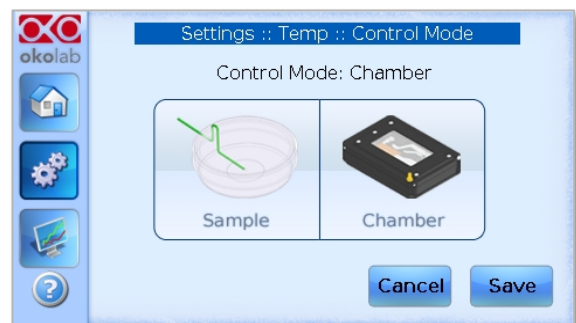 okolab
Settings :: Temp :: Control Mode
Control Mode: Chamber
Sample
Chamber
Cancel
Save
?